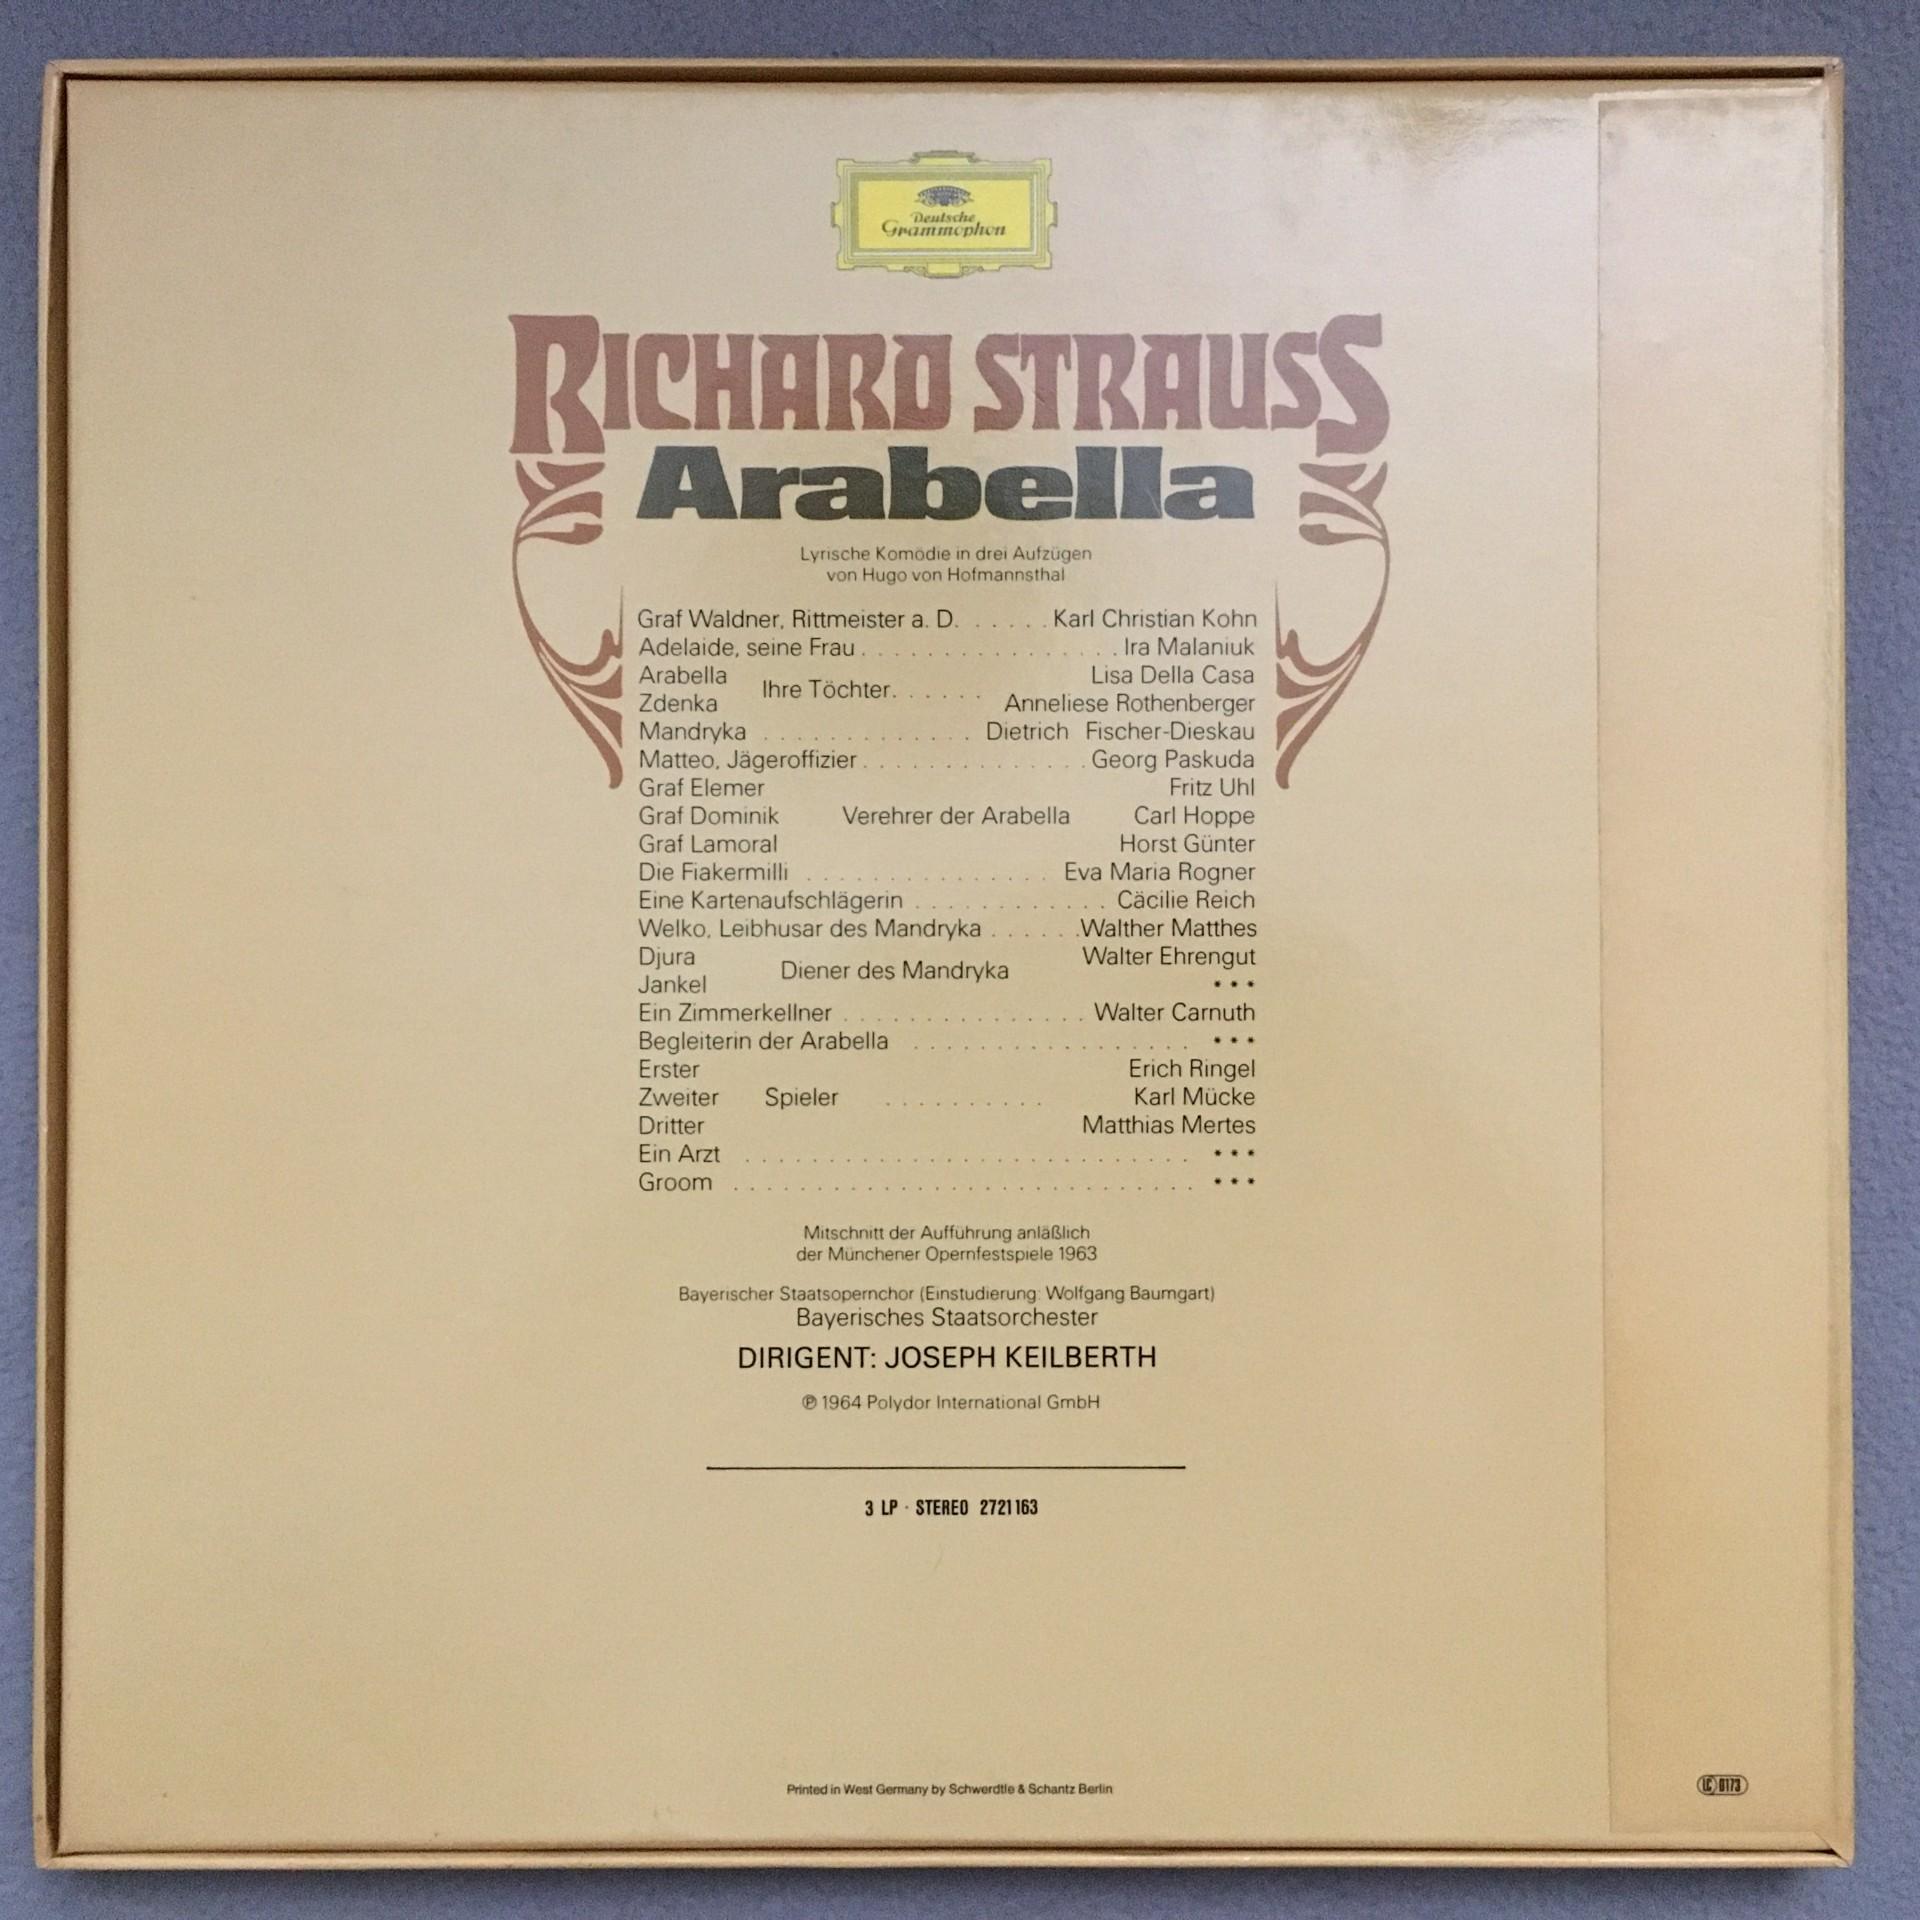 Deutsche
Grammophon
RICHARD STRAUSS
Arabella
Lyrische Komödie in drei Aufzügen
von Hugo von Hofmannsthal
Graf Waldner, Rittmeister a. D. . . . . . Karl Christian Kohn
Adelaide, seine Frau . . . . . . . . . . . . . . . . Ira Malaniuk
Arabella Lisa Della Casa
Ihre Töchter. . . . . . .
Zdenka Anneliese Rothenberger
Mandryka . . . . . . . . . . . . . Dietrich Fischer-Dieskau
Matteo, Jägeroffizier . . . . . . . . . . . . . . Georg Paskuda
Graf Elemer Fritz Uhl
Graf Dominik Verehrer der Arabella Carl Hoppe
Graf Lamoral Horst Günter
Die Fiakermilli . . . . . . . . . . . . . . . Eva Maria Rogner
Eine Kartenaufschlägerin . . . . . . . . . . . . Cäcilie Reich
Welko, Leibhusar des Mandryka . . . . . . Walther Matthes
Djura Walter Ehrengut
Diener des Mandryka
Jankel * * *
Ein Zimmerkellner . . . . . . . . . . . . . . . Walter Carnuth
Begleiterin der Arabella . . . . . . . . . . . . . . . . . * * *
Erster Erich Ringel
Zweiter Spieler . . . . . . . . . . Karl Mücke
Dritter Matthias Mertes
Ein Arzt . . . . . . . . . . . . . . . . . . . . . . . . . . . * * *
Groom . . . . . . . . . . . . . . . . . . . . . . . . . . . . * * *
Mitschnitt der Aufführung anläßlich
der Münchener Opernfestspiele 1963
Bayerischer Staatsopernchor (Einstudierung: Wolfgang Baumgart)
Bayerisches Staatsorchester
DIRIGENT: JOSEPH KEILBERTH
℗ 1964 Polydor International GmbH
3 LP · STEREO 2721 163
Printed in West Germany by Schwerdtle & Schantz Berlin
LC 0173